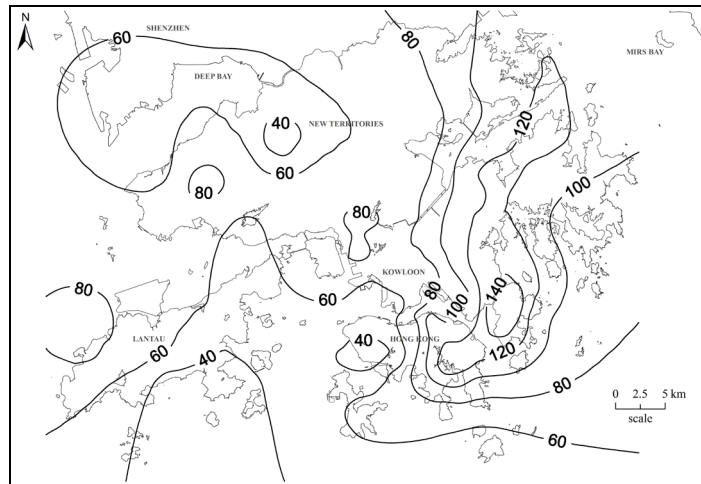 N
SHENZHEN
60
80
MIRS BAY
DEEP BAY
40
NEW TERRITORIES
120
60
80
100
80
KOWLOON
80
60
80
100
140
LANTAU
60
40
40
HONG KONG
120
80
0 2.5 5 km
scale
60